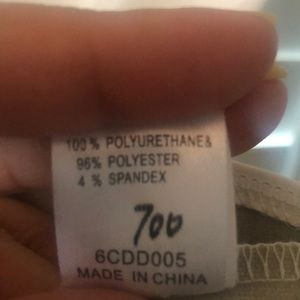 100 % POLYURETHANE&
96% POLYESTER
4 % SPANDEX
700
6CDD005
MADE IN CHINA